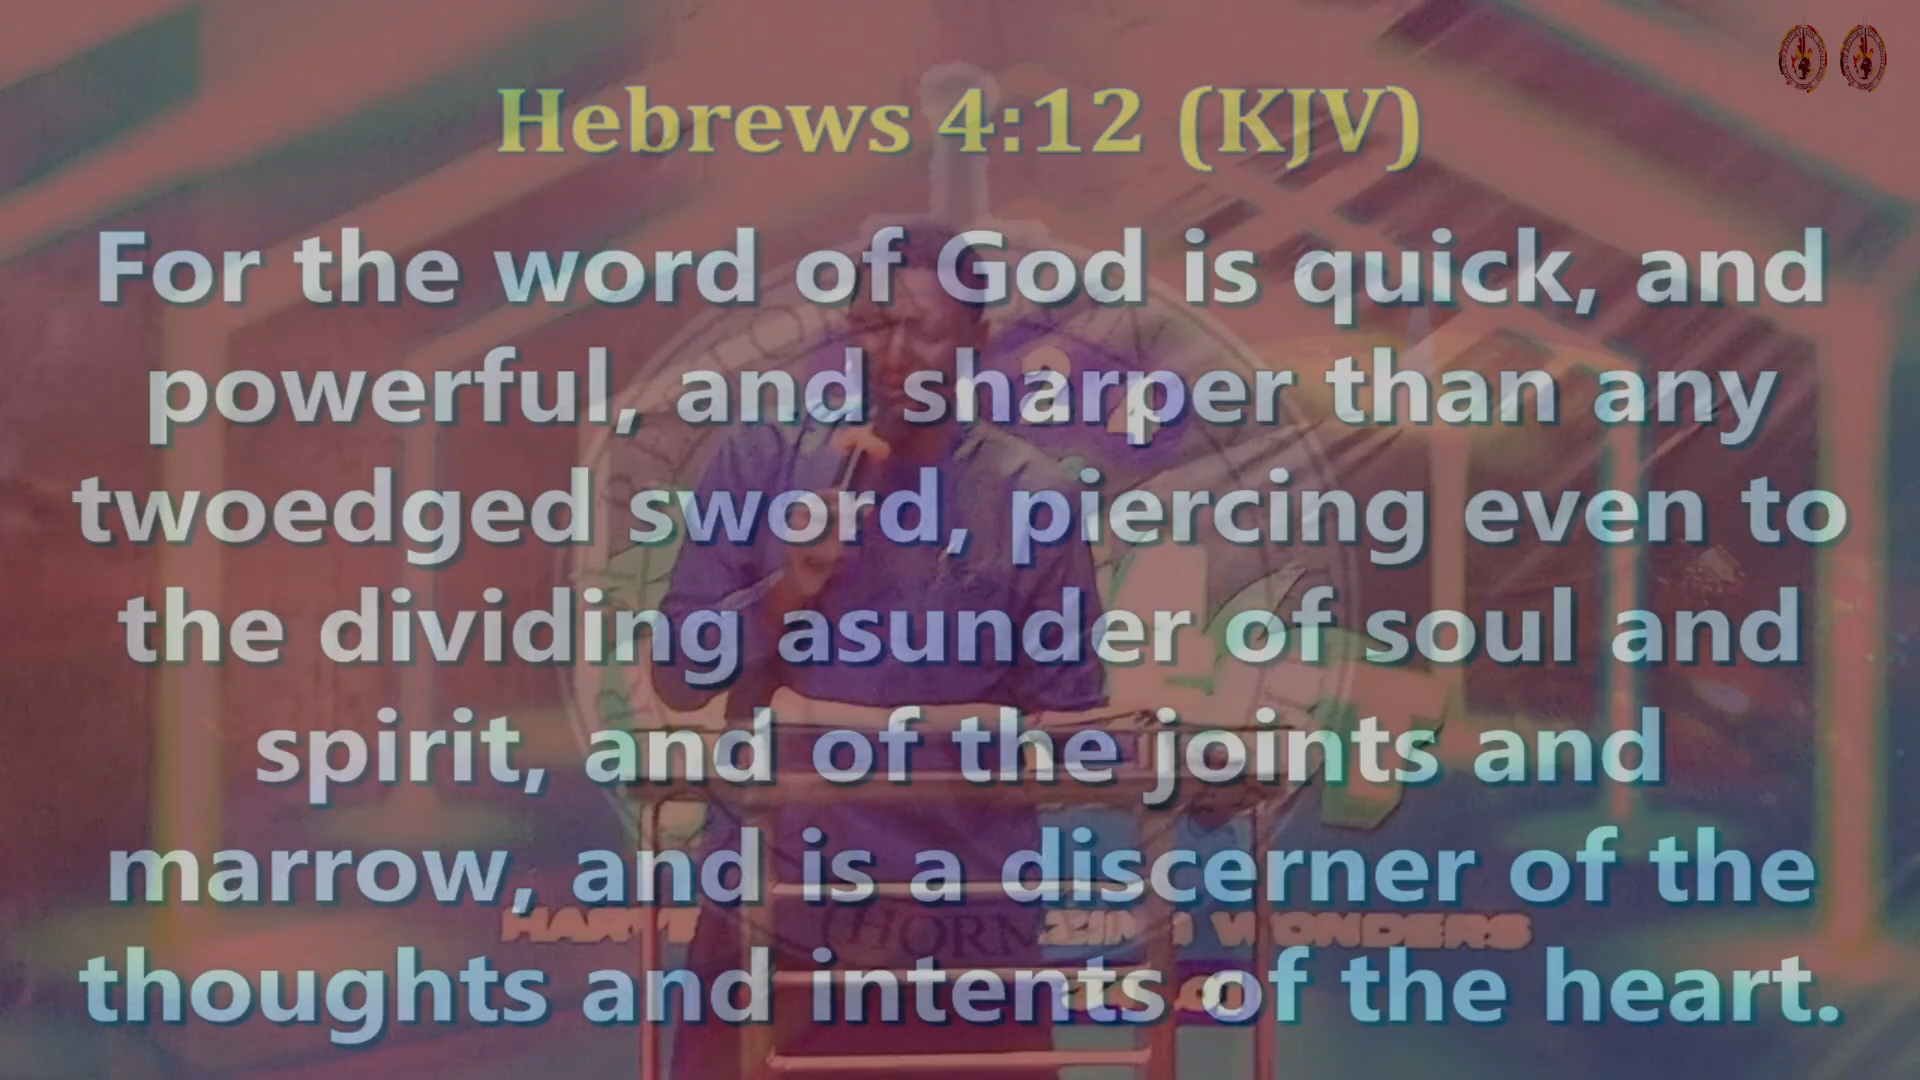 Hebrews 4:12 (KJV)
For the word of God is quick, and
powerful, and sharper than any
twoedged sword, piercing even to
the dividing asunder of soul and
spirit, and of the joints and
marrow, and is a discerner of the
thoughts and intents of the heart.
WONDERS